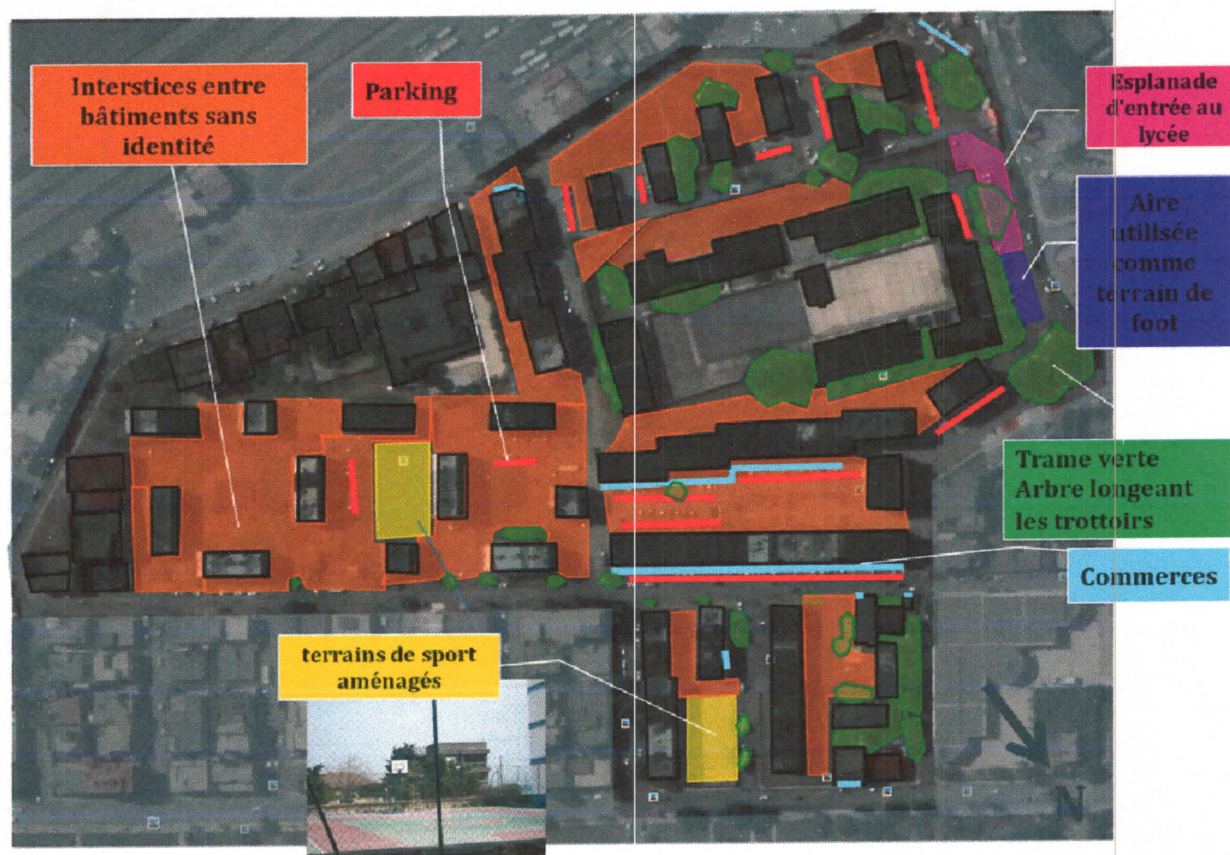 Interstices entre
bâtiments sans
identité
Parking
Esplanade
d'entrée au
lycée
Aire
utilisée
comme
terrain de
foot
Trame verte
Arbre longeant
les trottoirs
Commerces
terrains de sport
aménagés
N